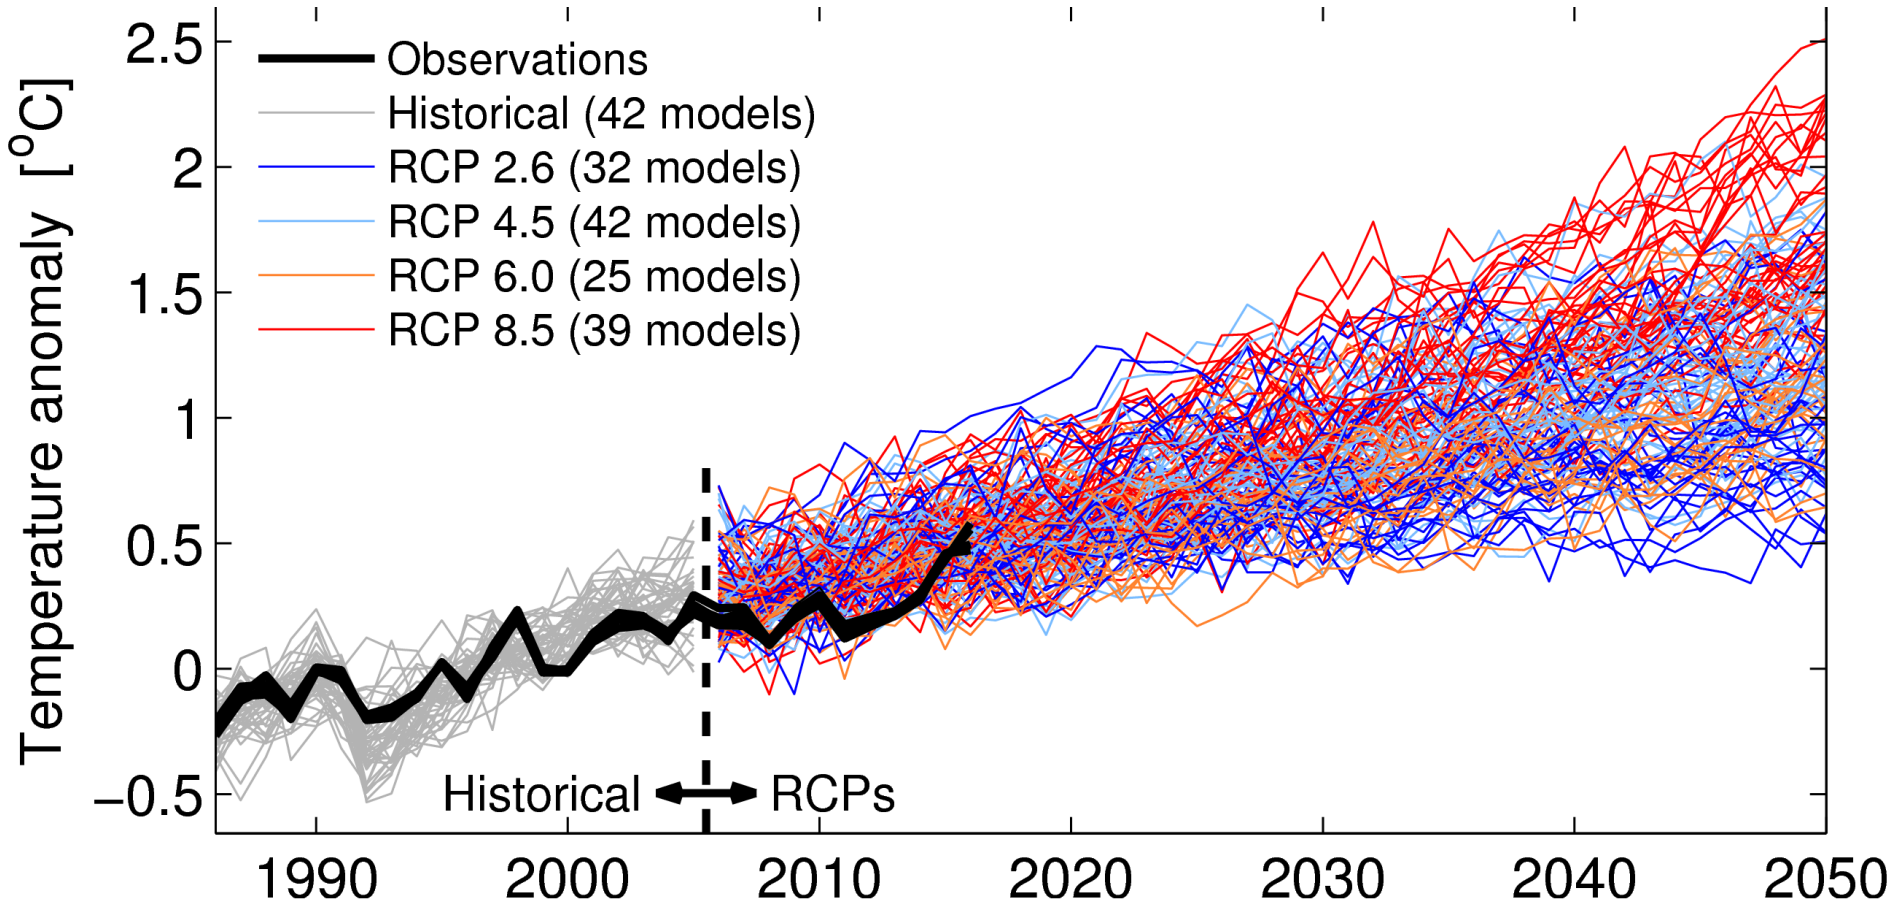 Temperature anomaly [°C]
2.5
2
1.5
1
0.5
0
−0.5
Observations
Historical (42 models)
RCP 2.6 (32 models)
RCP 4.5 (42 models)
RCP 6.0 (25 models)
RCP 8.5 (39 models)
Historical RCPs
1990 2000 2010 2020 2030 2040 2050